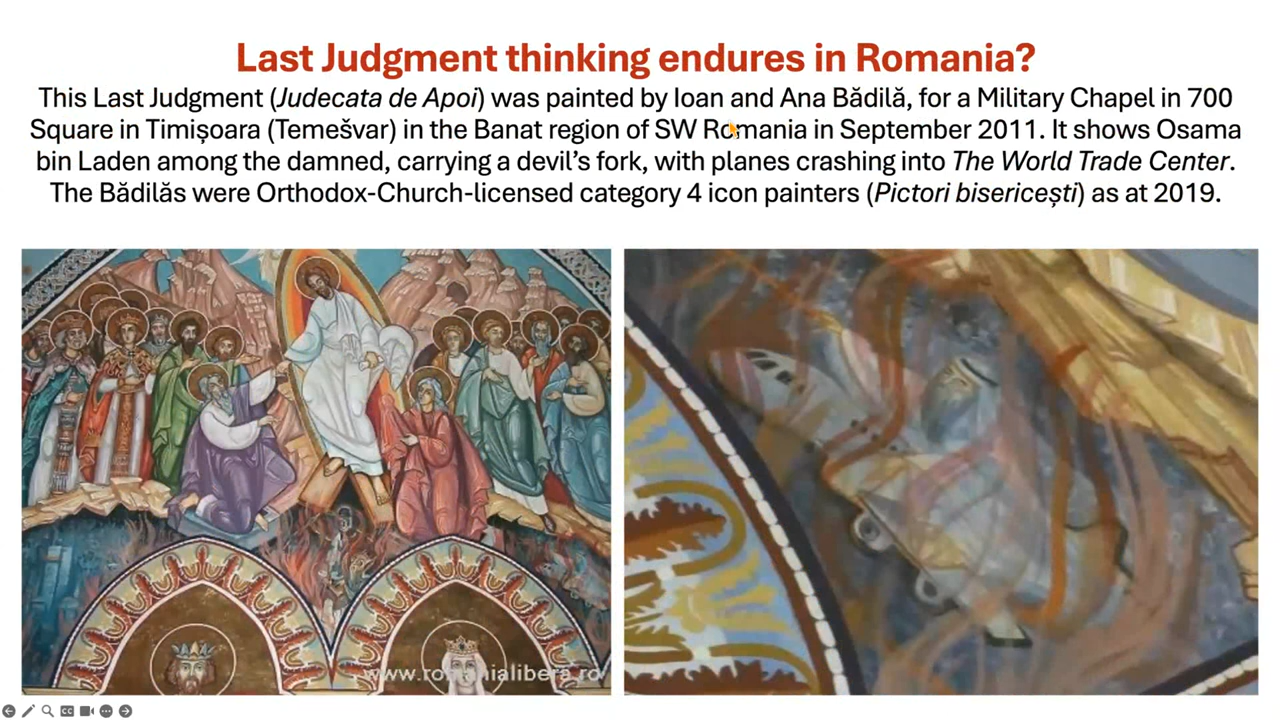 Last Judgment thinking endures in Romania?
This Last Judgment (Judecata de Apoi) was painted by Ioan and Ana Bădilă, for a Military Chapel in 700
Square in Timișoara (Temešvar) in the Banat region of SW Romania in September 2011. It shows Osama
bin Laden among the damned, carrying a devil's fork, with planes crashing into The World Trade Center.
The Bădilăs were Orthodox-Church-licensed category 4 icon painters (Pictori bisericești) as at 2019.
www.romanialibera.ro